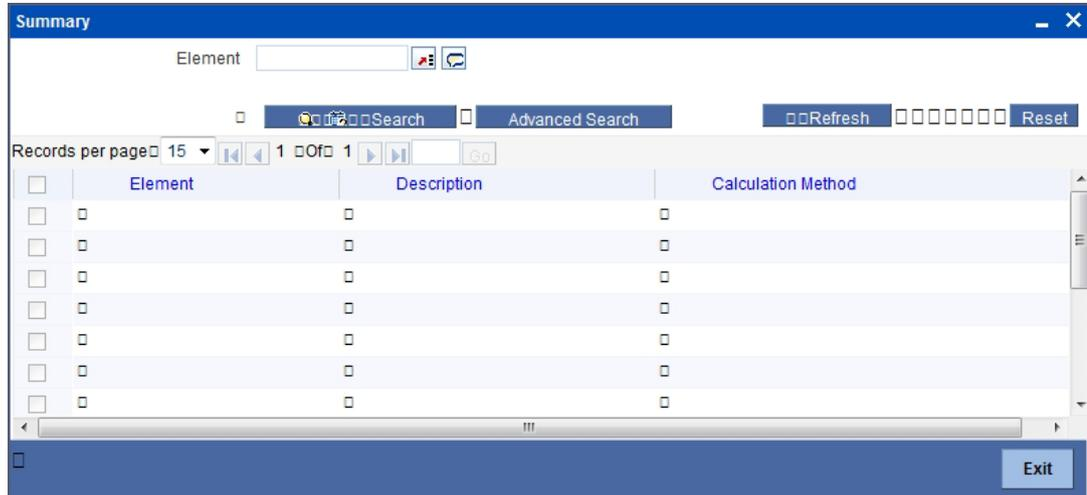 Summary
Element
Search Advanced Search Refresh Reset
Records per page 15 1 Of 1 Go
Element Description Calculation Method
Exit